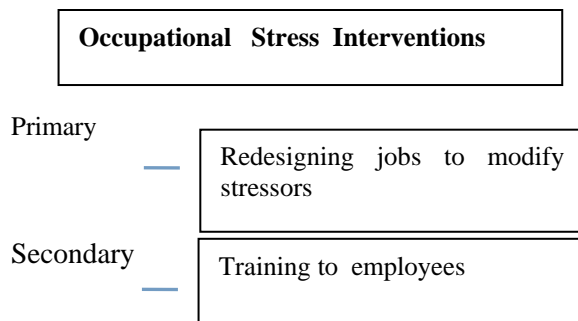 Occupational Stress Interventions
Primary
Redesigning jobs to modify
stressors
Secondary
Training to employees